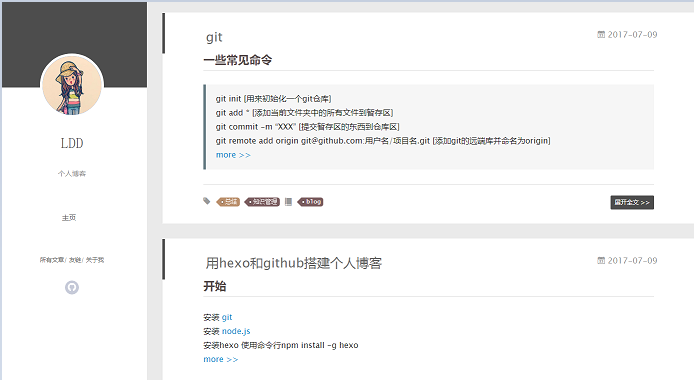 LDD
个人博客
主页
所有文章/ 友链/ 关于我
git
2017-07-09
一些常见命令
git init [用来初始化一个git仓库]
git add * [添加当前文件夹中的所有文件到暂存区]
git commit -m "XXX" [提交暂存区的东西到仓库区]
git remote add origin git@github.com:用户名/项目名.git [添加git的远端库并命名为origin]
more >>
总结 知识管理 blog
展开全文 >>
用hexo和github搭建个人博客
2017-07-09
开始
安装 git
安装 node.js
安装hexo 使用命令行npm install -g hexo
more >>